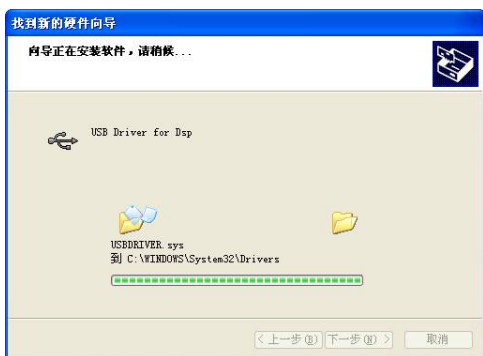 找到新的硬件向导
向导正在安装软件，请稍候...
USB Driver for Dsp
USBDRIVER.sys
到 C:\WINDOWS\System32\Drivers
< 上一步(B) 下一步(N) > 取消